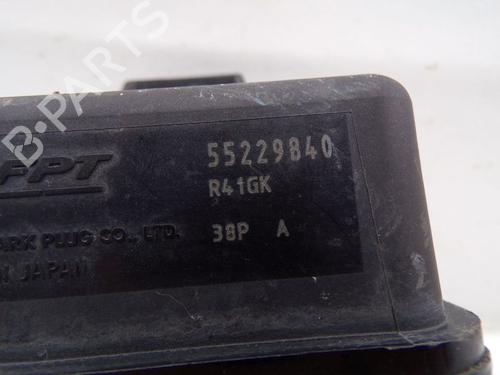 B-PARTS
55229840
FPT
R41GK
ARK PLUG CO., LTD.
38P A
JAPAN